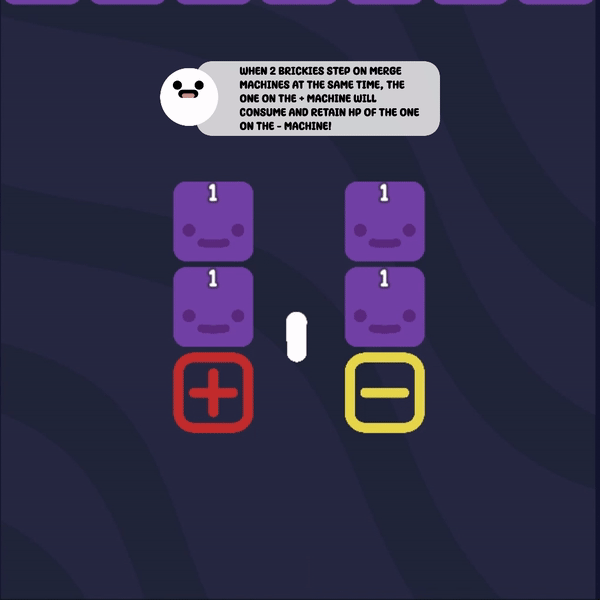 WHEN 2 BRICKIES STEP ON MERGE
MACHINES AT THE SAME TIME, THE
ONE ON THE + MACHINE WILL
CONSUME AND RETAIN HP OF THE ONE
ON THE - MACHINE!
1 1
1 1